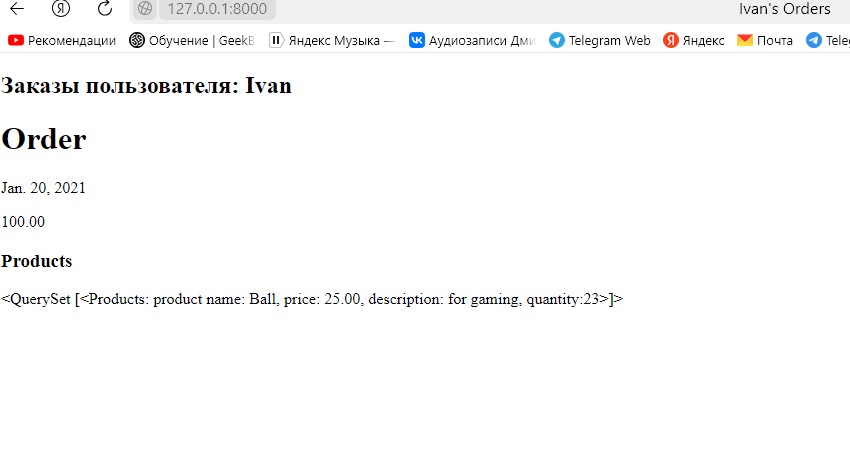 127.0.0.1:8000
Ivan's Orders
Рекомендации
Обучение | GeekB
Яндекс Музыка —
Аудиозаписи Дми
Telegram Web
Яндекс
Почта
Tele
Заказы пользователя: Ivan
Order
Jan. 20, 2021
100.00
Products
<QuerySet [<Products: product name: Ball, price: 25.00, description: for gaming, quantity:23>]>